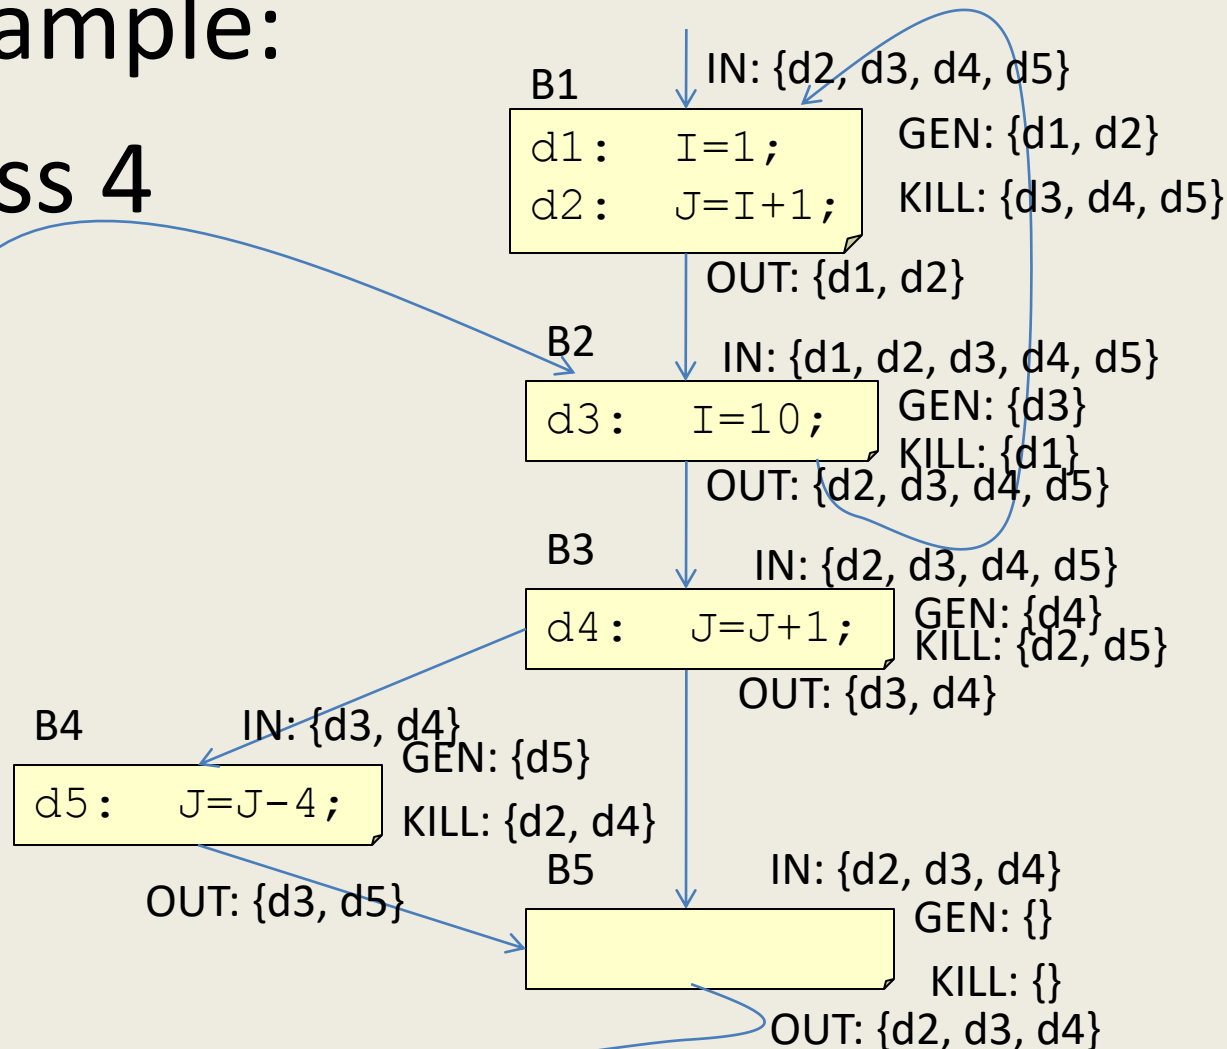 ample:
ss 4
B1
IN: {d2, d3, d4, d5}
d1: I=1;
d2: J=I+1;
GEN: {d1, d2}
KILL: {d3, d4, d5}
OUT: {d1, d2}
B2
IN: {d1, d2, d3, d4, d5}
d3: I=10;
GEN: {d3}
KILL: {d1}
OUT: {d2, d3, d4, d5}
B3
IN: {d2, d3, d4, d5}
d4: J=J+1;
GEN: {d4}
KILL: {d2, d5}
OUT: {d3, d4}
B4
IN: {d3, d4}
d5: J=J-4;
GEN: {d5}
KILL: {d2, d4}
OUT: {d3, d5}
B5
IN: {d2, d3, d4}
GEN: {}
KILL: {}
OUT: {d2, d3, d4}